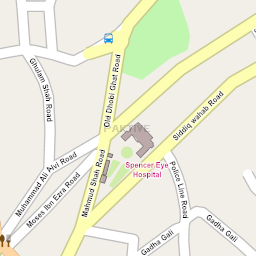 Ghulam Shah Road
Old Dhobi Ghat Road
Siddiq wahab Road
Muhammad Ali Alvi Road
Moses Ibn Ezra Road
Mahmud Shah Road
Spencer Eye
Hospital
Police Line Road
Gadha Gali
Gadha Gali